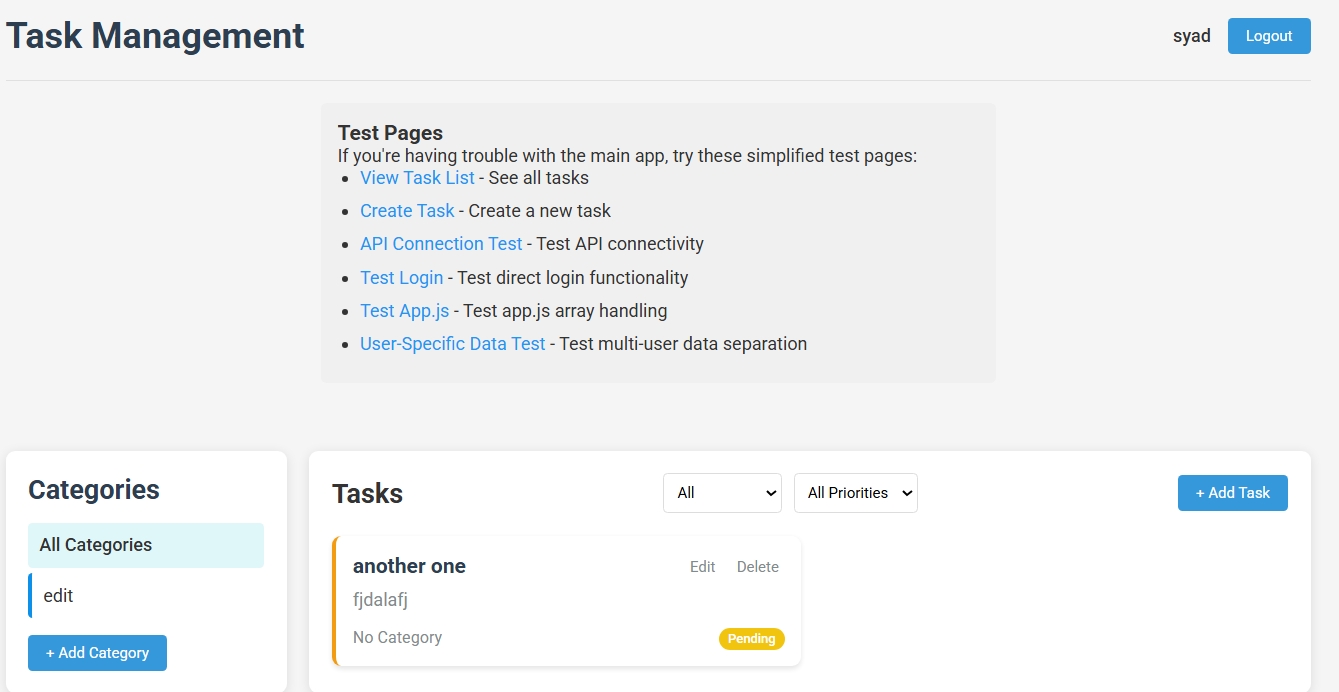 Task Management
syad
Logout
Test Pages
If you're having trouble with the main app, try these simplified test pages:
View Task List - See all tasks
Create Task - Create a new task
API Connection Test - Test API connectivity
Test Login - Test direct login functionality
Test App.js - Test app.js array handling
User-Specific Data Test - Test multi-user data separation
Categories
All Categories
edit
+ Add Category
Tasks
All
All Priorities
+ Add Task
another one
Edit
Delete
fjdalafj
No Category
Pending